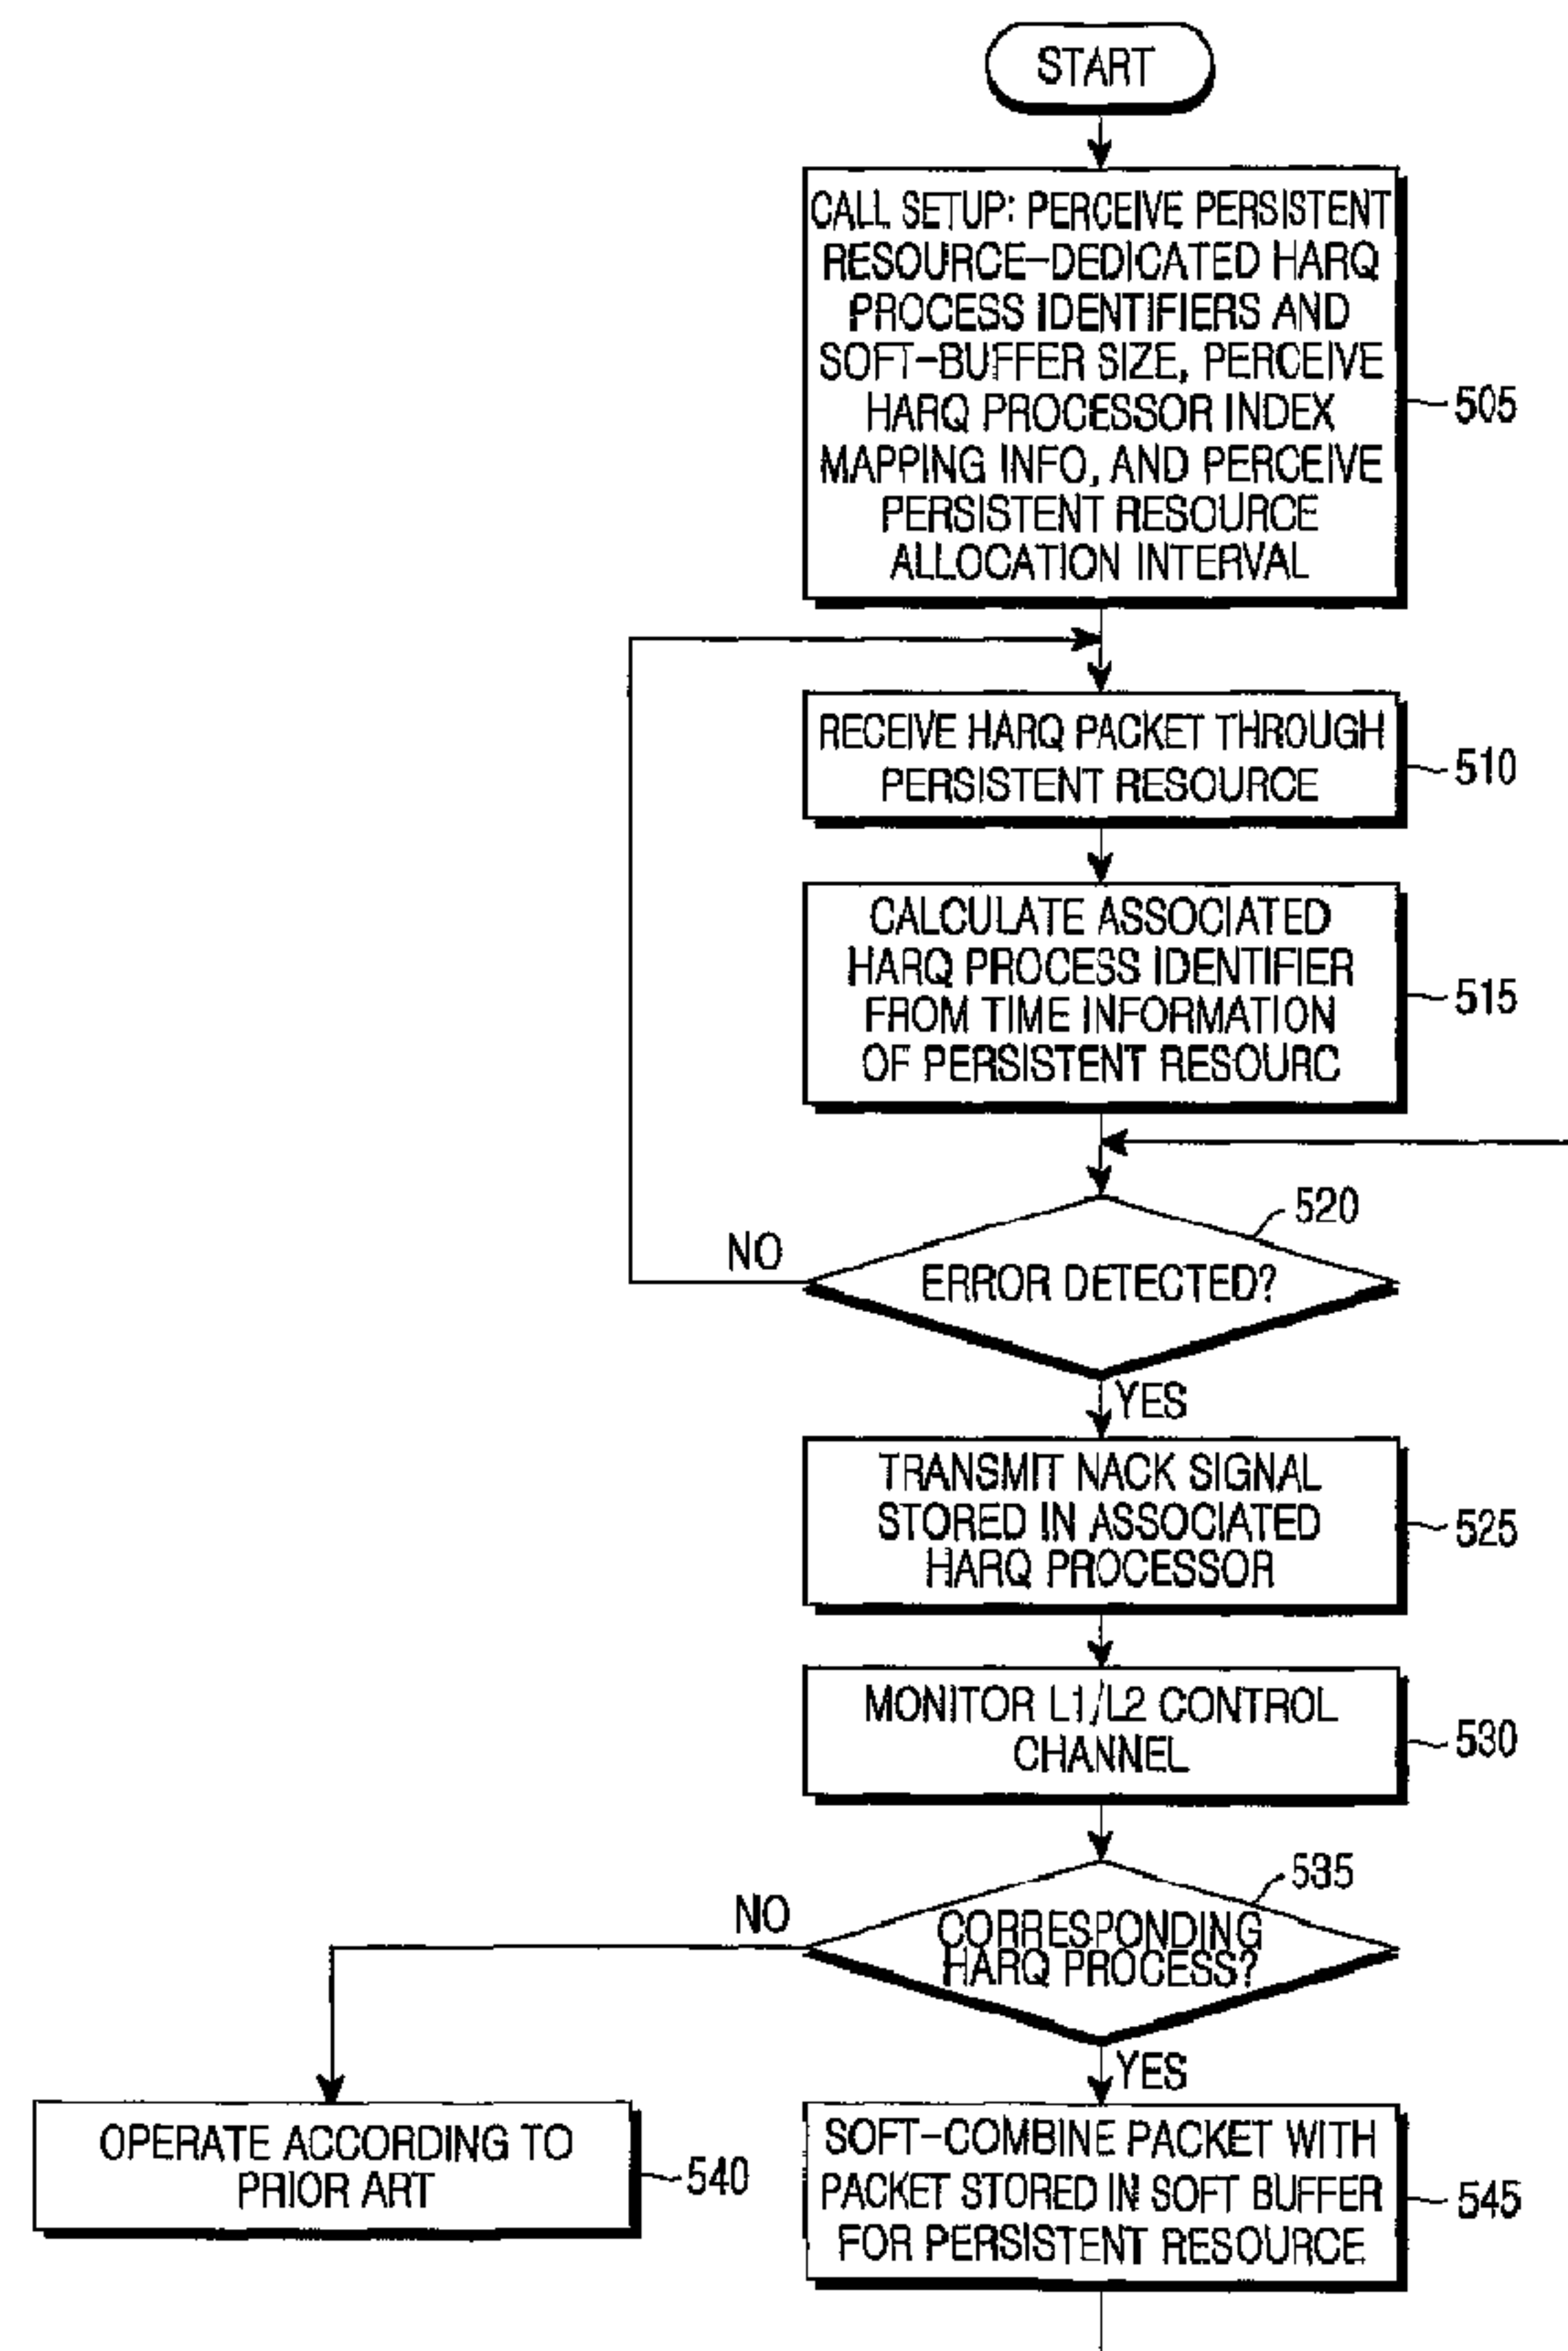 START
CALL SETUP: PERCEIVE PERSISTENT
RESOURCE-DEDICATED HARQ
PROCESS IDENTIFIERS AND
SOFT-BUFFER SIZE, PERCEIVE
HARQ PROCESSOR INDEX
MAPPING INFO, AND PERCEIVE
PERSISTENT RESOURCE
ALLOCATION INTERVAL
505
RECEIVE HARQ PACKET THROUGH
PERSISTENT RESOURCE
510
CALCULATE ASSOCIATED
HARQ PROCESS IDENTIFIER
FROM TIME INFORMATION
OF PERSISTENT RESOURC
515
520
NO
ERROR DETECTED?
YES
TRANSMIT NACK SIGNAL
STORED IN ASSOCIATED
HARQ PROCESSOR
525
MONITOR L1/L2 CONTROL
CHANNEL
530
535
NO
CORRESPONDING
HARQ PROCESS?
YES
OPERATE ACCORDING TO
PRIOR ART
540
SOFT-COMBINE PACKET WITH
PACKET STORED IN SOFT BUFFER
FOR PERSISTENT RESOURCE
545